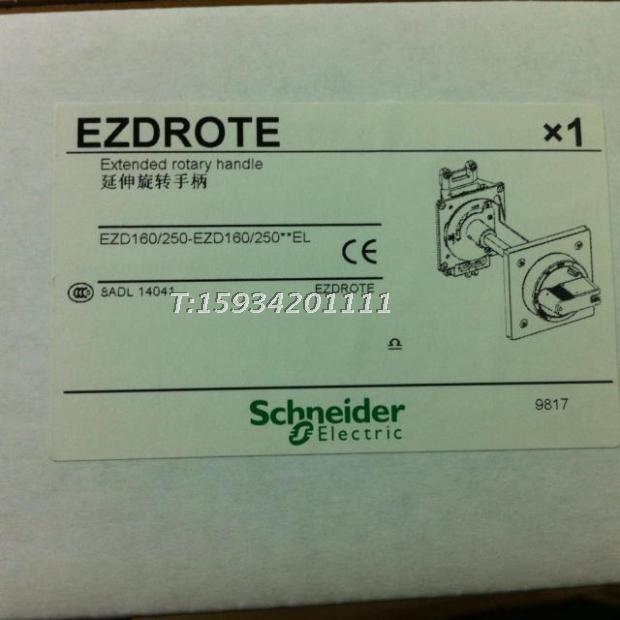 EZDROTE ×1
Extended rotary handle
延伸旋转手柄
EZD160/250-EZD160/250**EL CE
CCC 8ADL 14041 EZDROTE
T:15934201111
Schneider
Electric
9817